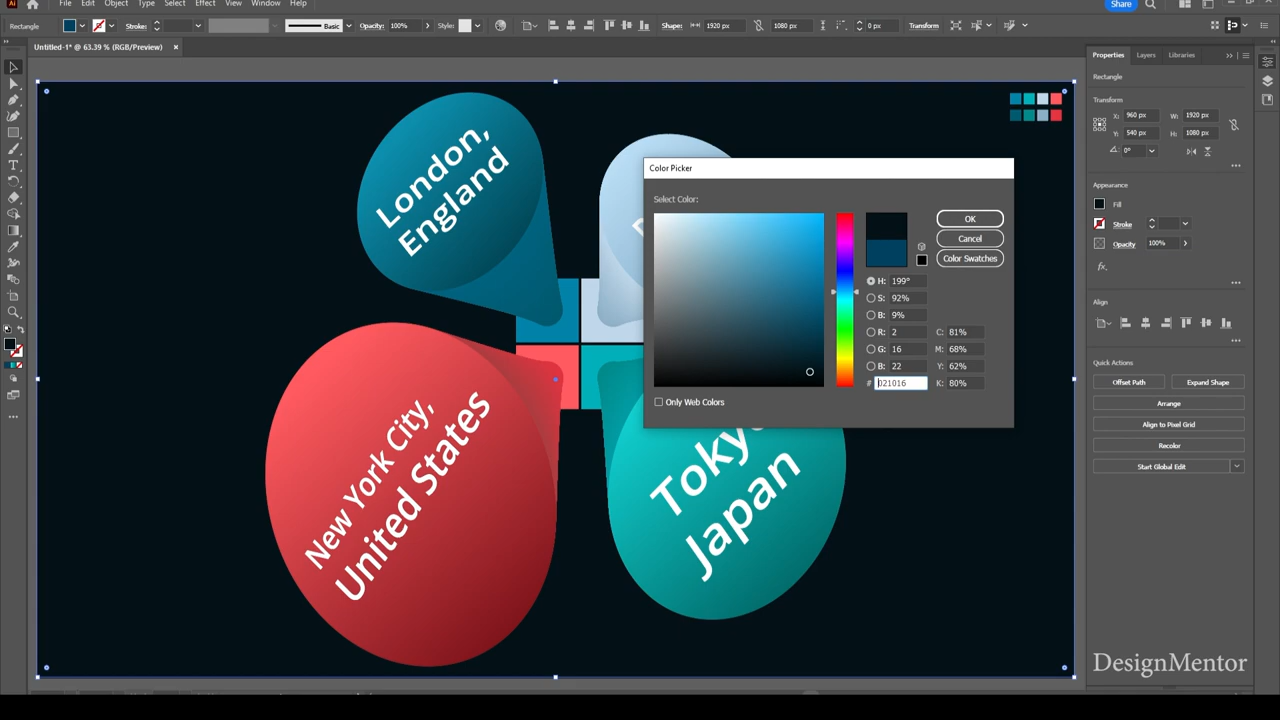 File Edit Object Type Select Effect View Window Help
Share
Rectangle Stroke: Basic Opacity: 100% Style: Shape: 1920 px 1080 px 0 px Transform
Untitled-1* @ 63.39 % (RGB/Preview)
London,
England
New York City,
United States
Tokyo
Japan
Color Picker
Select Color:
OK
Cancel
Color Swatches
H: 199°
S: 92%
B: 9%
R: 2
C: 81%
G: 16
M: 68%
B: 22
Y: 62%
# 021016
K: 80%
Only Web Colors
Properties Layers Libraries
Rectangle
Transform
X: 960 px W: 1920 px
Y: 540 px H: 1080 px
0°
Appearance
Fill
Stroke
Opacity 100%
fx.
Align
Quick Actions
Offset Path Expand Shape
Arrange
Align to Pixel Grid
Recolor
Start Global Edit
DesignMentor